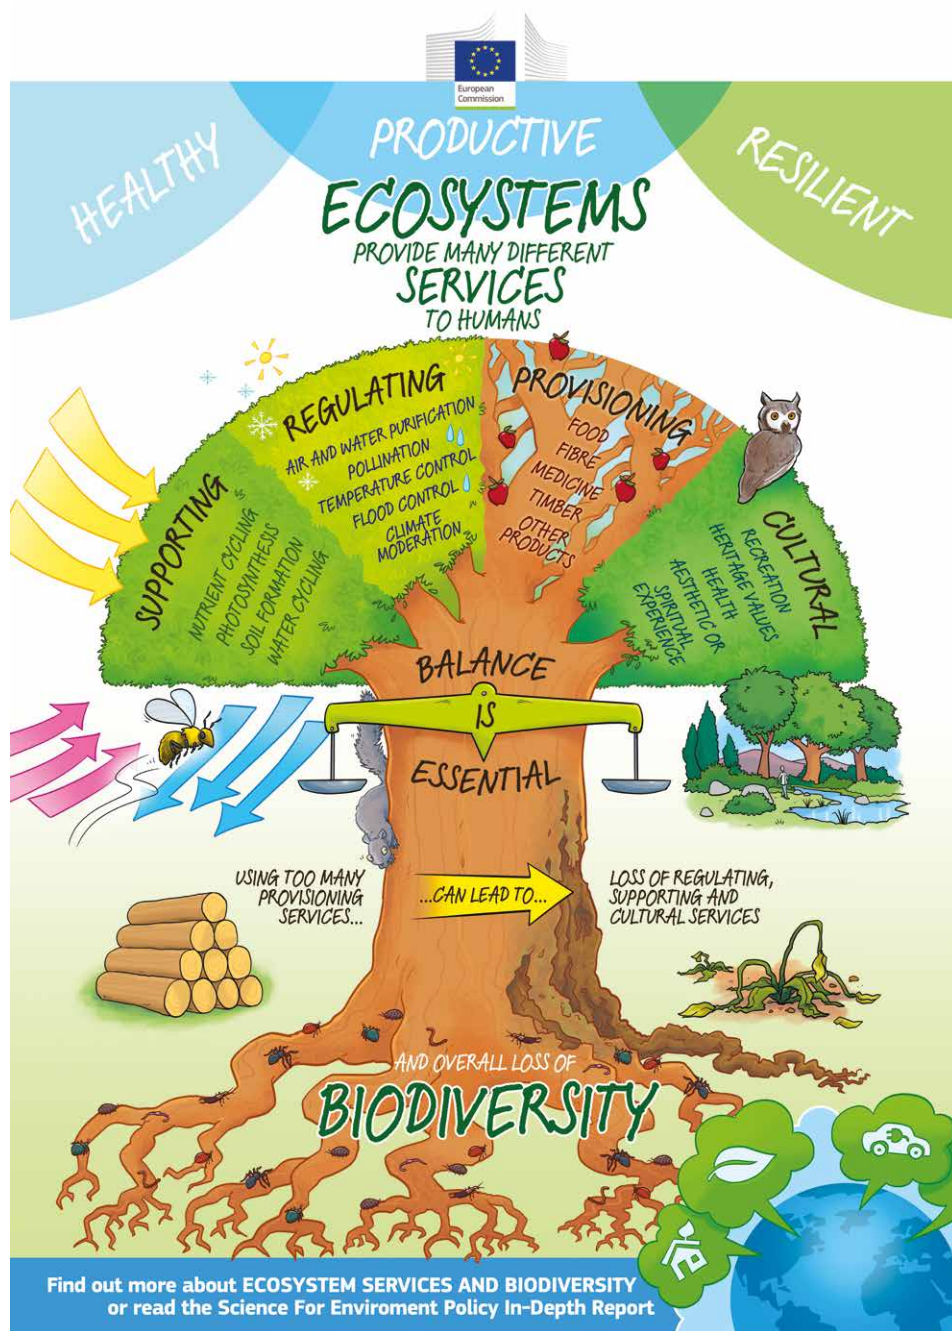 European
Commission
HEALTHY
PRODUCTIVE
RESILIENT
ECOSYSTEMS
PROVIDE MANY DIFFERENT
SERVICES
TO HUMANS
SUPPORTING
NUTRIENT CYCLING
PHOTOSYNTHESIS
SOIL FORMATION
WATER CYCLING
REGULATING
AIR AND WATER PURIFICATION
POLLINATION
TEMPERATURE CONTROL
FLOOD CONTROL
CLIMATE
MODERATION
PROVISIONING
FOOD
FIBRE
MEDICINE
TIMBER
OTHER
PRODUCTS
CULTURAL
RECREATION
HERITAGE VALUES
HEALTH
AESTHETIC OR
SPIRITUAL
EXPERIENCE
BALANCE
IS
ESSENTIAL
USING TOO MANY
PROVISIONING
SERVICES...
...CAN LEAD TO...
LOSS OF REGULATING,
SUPPORTING AND
CULTURAL SERVICES
AND OVERALL LOSS OF
BIODIVERSITY
Find out more about ECOSYSTEM SERVICES AND BIODIVERSITY
or read the Science For Enviroment Policy In-Depth Report